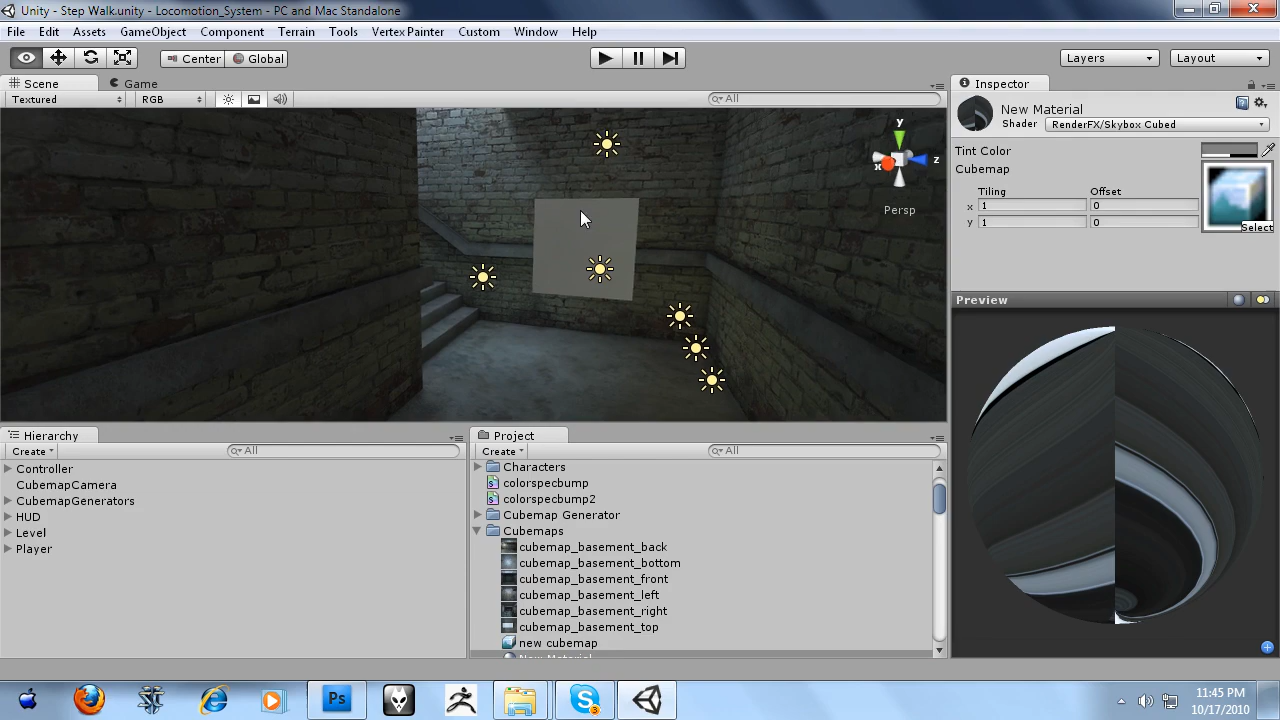 Unity - Step Walk.unity - Locomotion_System - PC and Mac Standalone
File Edit Assets GameObject Component Terrain Tools Vertex Painter Custom Window Help
Center Global Layers Layout
Scene Game
Textured RGB All
y
x z
Persp
Inspector
New Material
Shader RenderFX/Skybox Cubed
Tint Color
Cubemap
Tiling Offset
x 1 0
y 1 0
Select
Preview
Hierarchy
Create All
Controller
CubemapCamera
CubemapGenerators
HUD
Level
Player
Project
Create All
Characters
colorspecbump
colorspecbump2
Cubemap Generator
Cubemaps
cubemap_basement_back
cubemap_basement_bottom
cubemap_basement_front
cubemap_basement_left
cubemap_basement_right
cubemap_basement_top
new cubemap
New Material
Ps
11:45 PM
10/17/2010